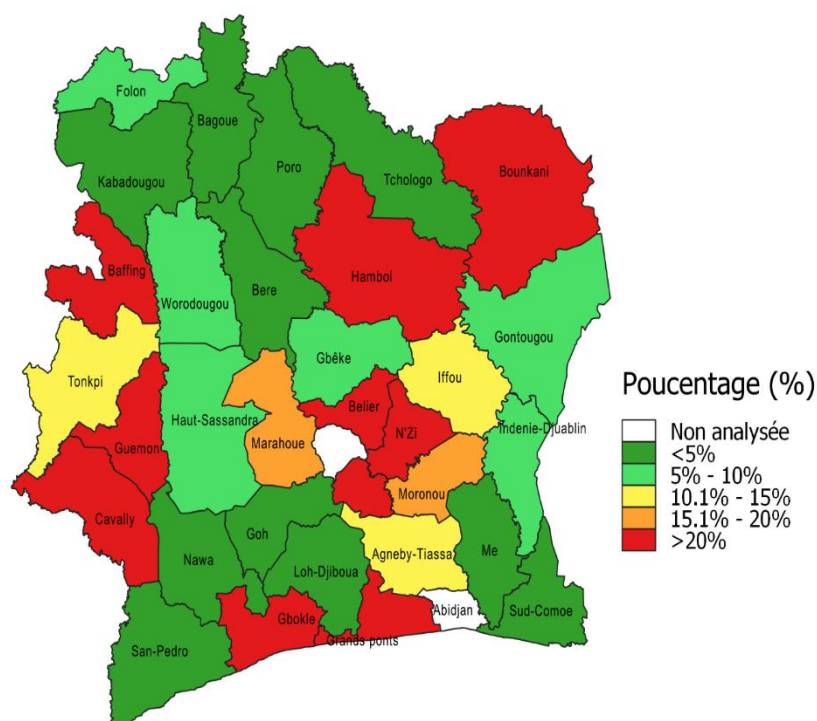 Folon
Bagoue
Kabadougou
Poro
Tchologo
Bounkani
Baffing
Worodougou
Bere
Hambol
Gontougou
Gbêke
Iffou
Tonkpi
Guemon
Haut-Sassandra
Marahoue
Belier
N'Zi
Indenie-Djuablin
Moronou
Cavally
Nawa
Goh
Loh-Djiboua
Agneby-Tiassa
Me
Sud-Comoe
Abidjan
Gbokle
Grands ponts
San-Pedro
Poucentage (%)
Non analysée
<5%
5% - 10%
10.1% - 15%
15.1% - 20%
>20%